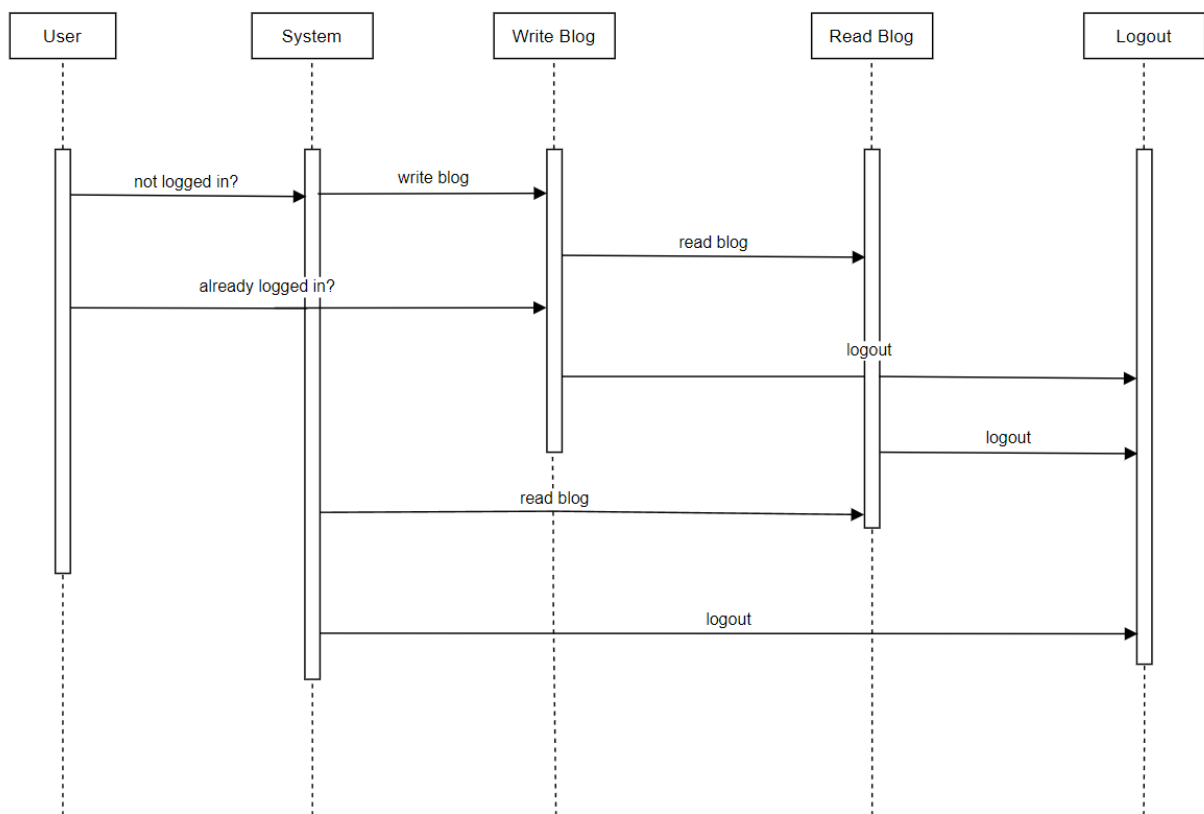 User
System
Write Blog
Read Blog
Logout
not logged in?
write blog
read blog
already logged in?
logout
logout
read blog
logout